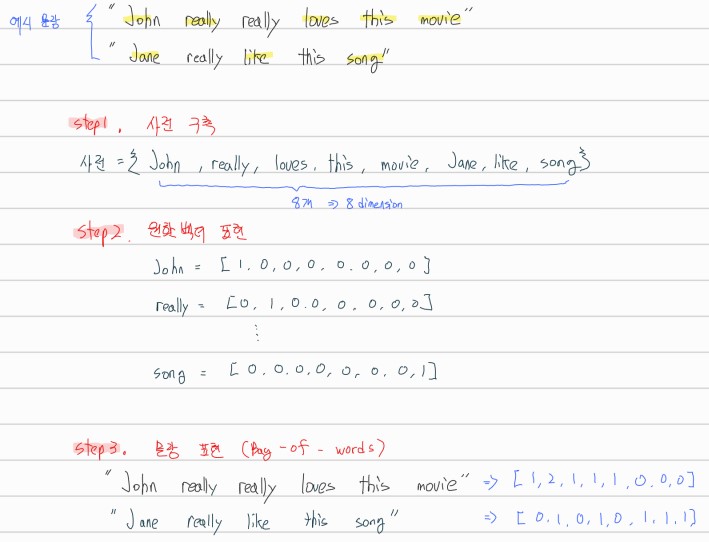 예시 문장 { "John really really loves this movie"
"Jane really like this song"
step1. 사전 구축
사전 = { John, really, loves, this, movie, Jane, like, song }
8개 => 8 dimension
step2. 원핫 벡터 표현
John = [1, 0, 0, 0, 0, 0, 0, 0]
really = [0, 1, 0, 0, 0, 0, 0, 0]
⋮
song = [0, 0, 0, 0, 0, 0, 0, 1]
step3. 문장 표현 (Bag-of-words)
"John really really loves this movie" => [1, 2, 1, 1, 1, 0, 0, 0]
"Jane really like this song" => [0, 1, 0, 1, 0, 1, 1, 1]